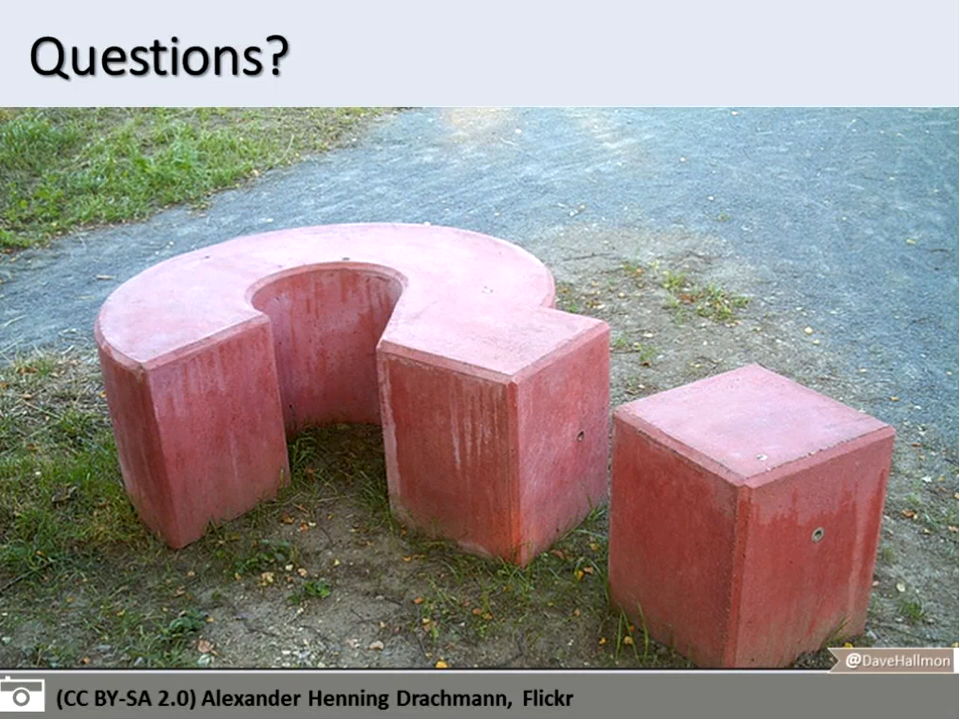 Questions?
@DaveHallmon
(CC BY-SA 2.0) Alexander Henning Drachmann, Flickr